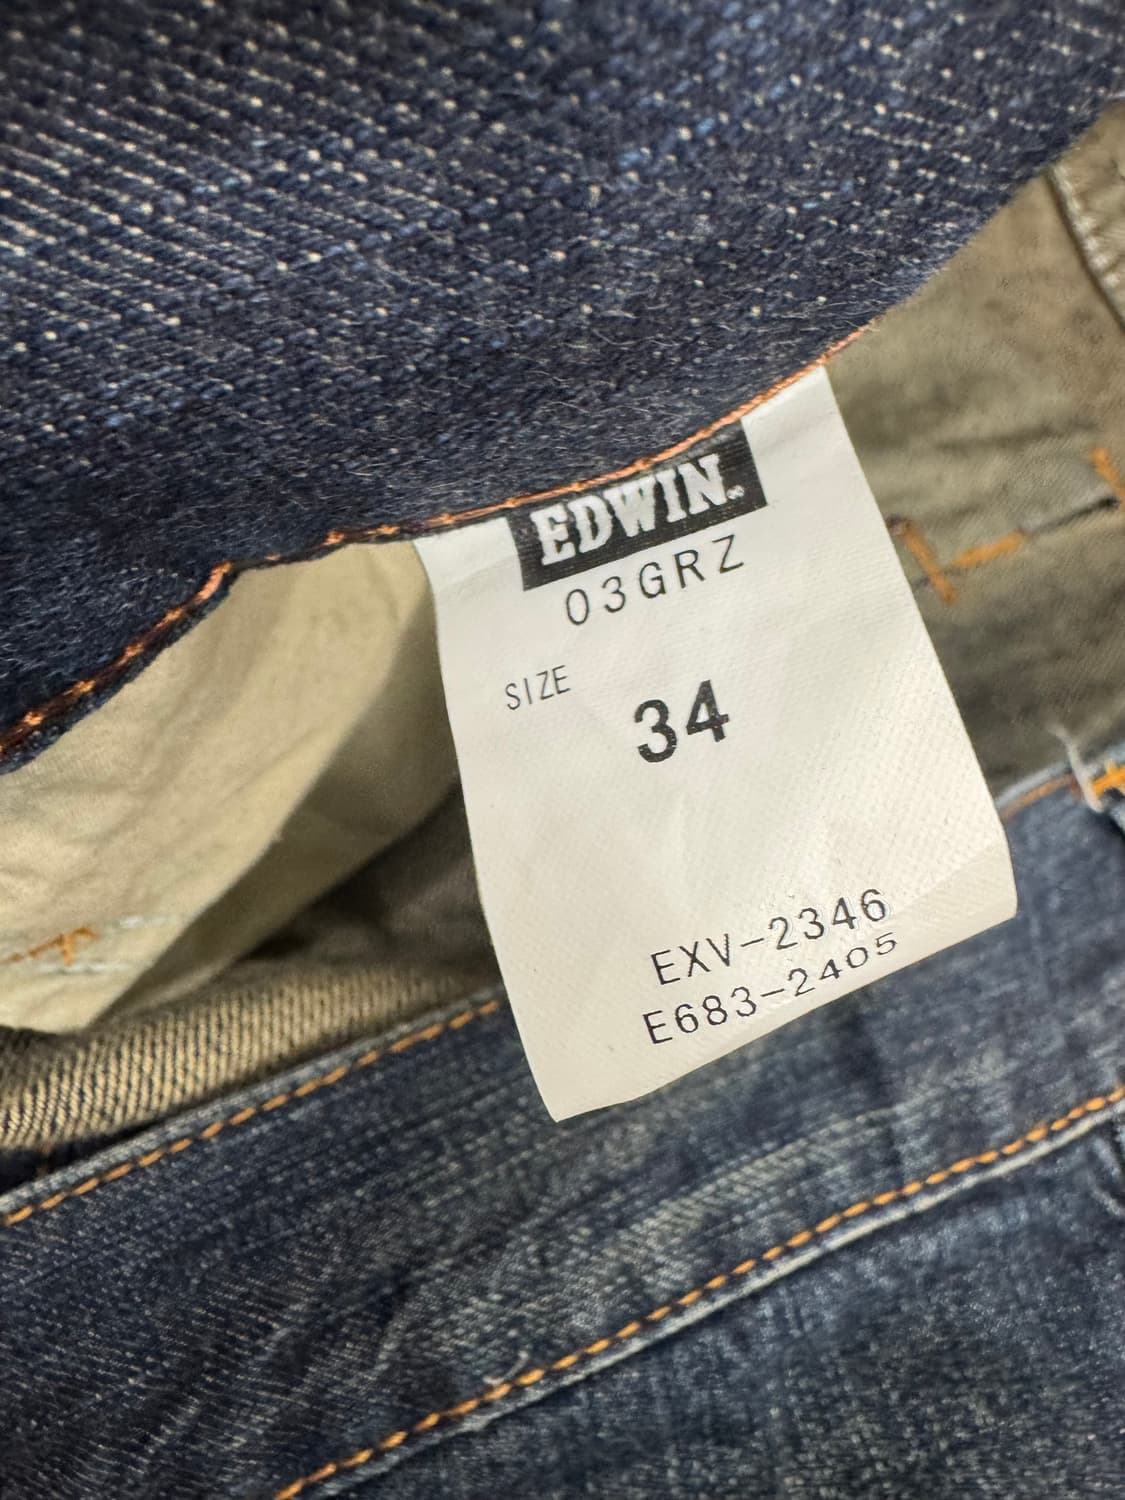 EDWIN.
03GRZ
SIZE
34
EXV-2346
E683-2405